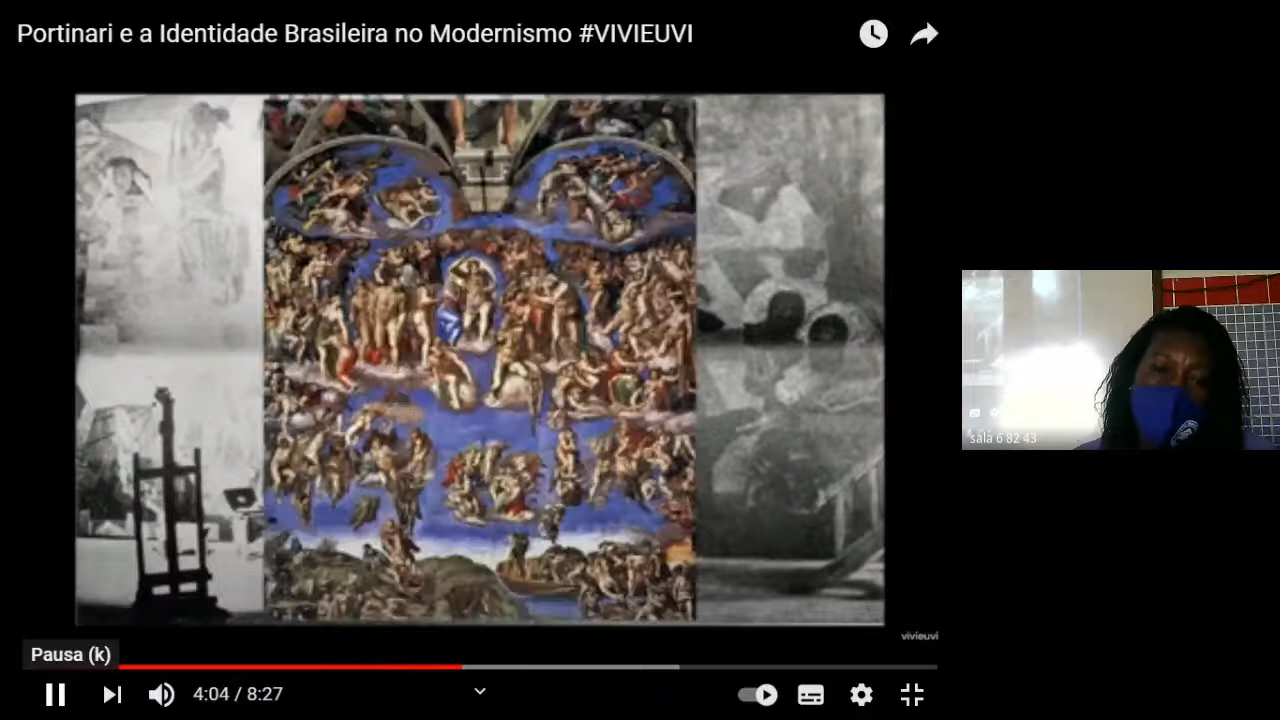 Portinari e a Identidade Brasileira no Modernismo #VIVIEUVI
vivieuvi
Pausa (k)
4:04 / 8:27
sala 6 82 43